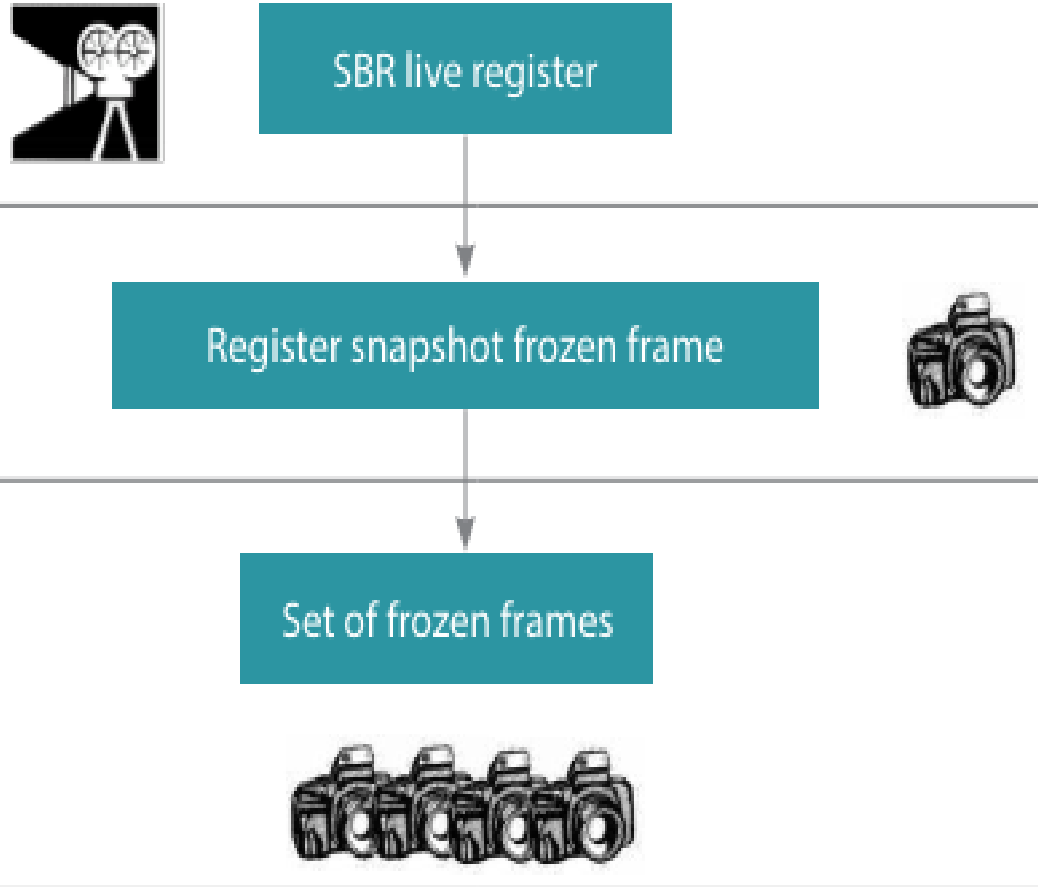 SBR live register
Register snapshot frozen frame
Set of frozen frames